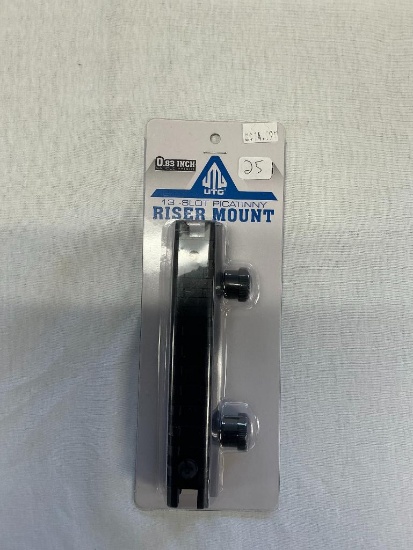 0.83 INCH
25
UTG
13-SLOT PICATINNY
RISER MOUNT